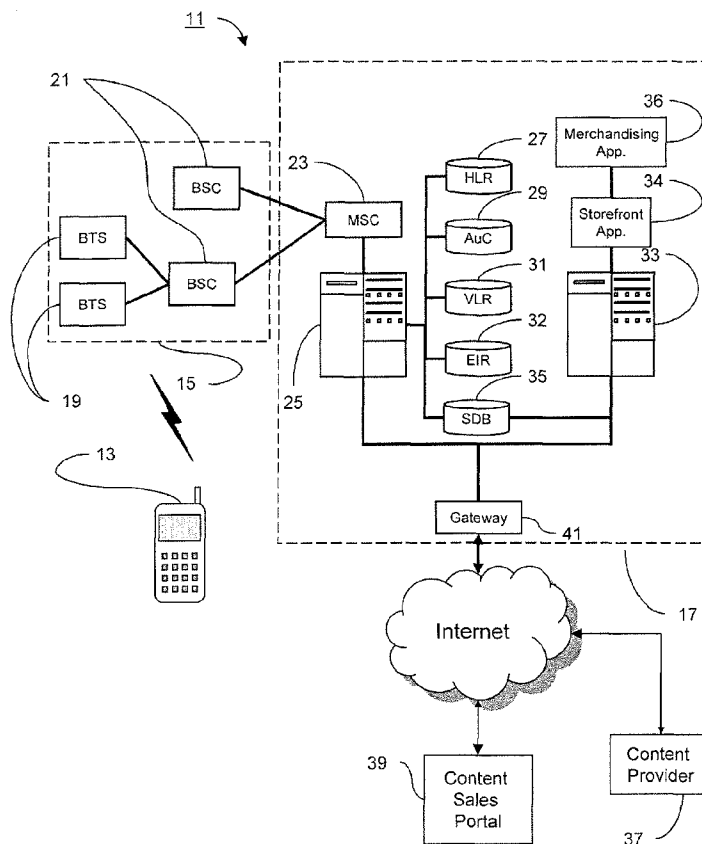 11
21
36
Merchandising
App.
23
27
HLR
34
BSC
MSC
29
AuC
Storefront
App.
33
BTS
BSC
31
VLR
BTS
32
EIR
19
15
25
35
SDB
13
Gateway
41
17
Internet
39
Content
Sales
Portal
Content
Provider
37